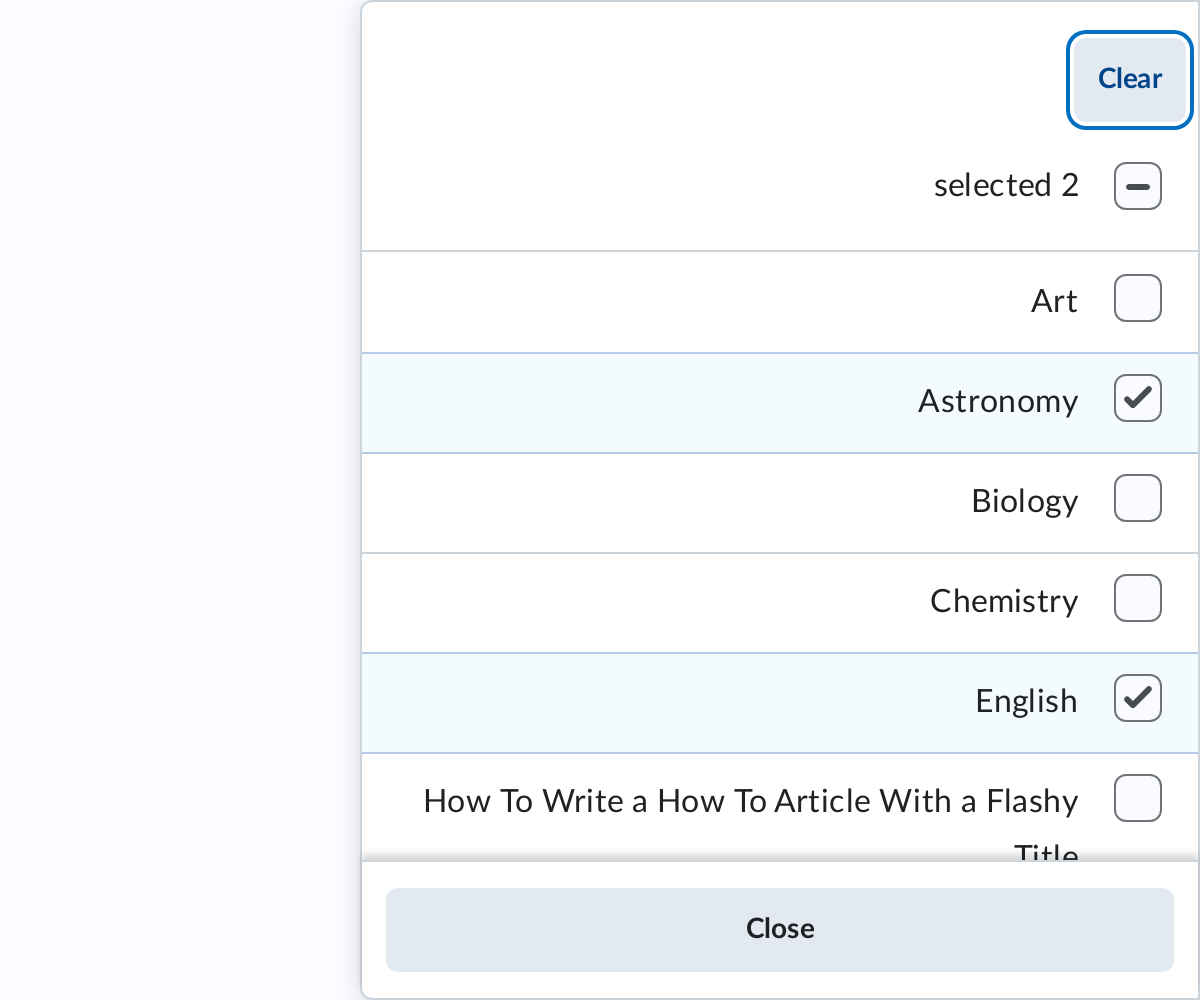 Clear
selected 2
Art
Astronomy
Biology
Chemistry
English
How To Write a How To Article With a Flashy
Title
Close